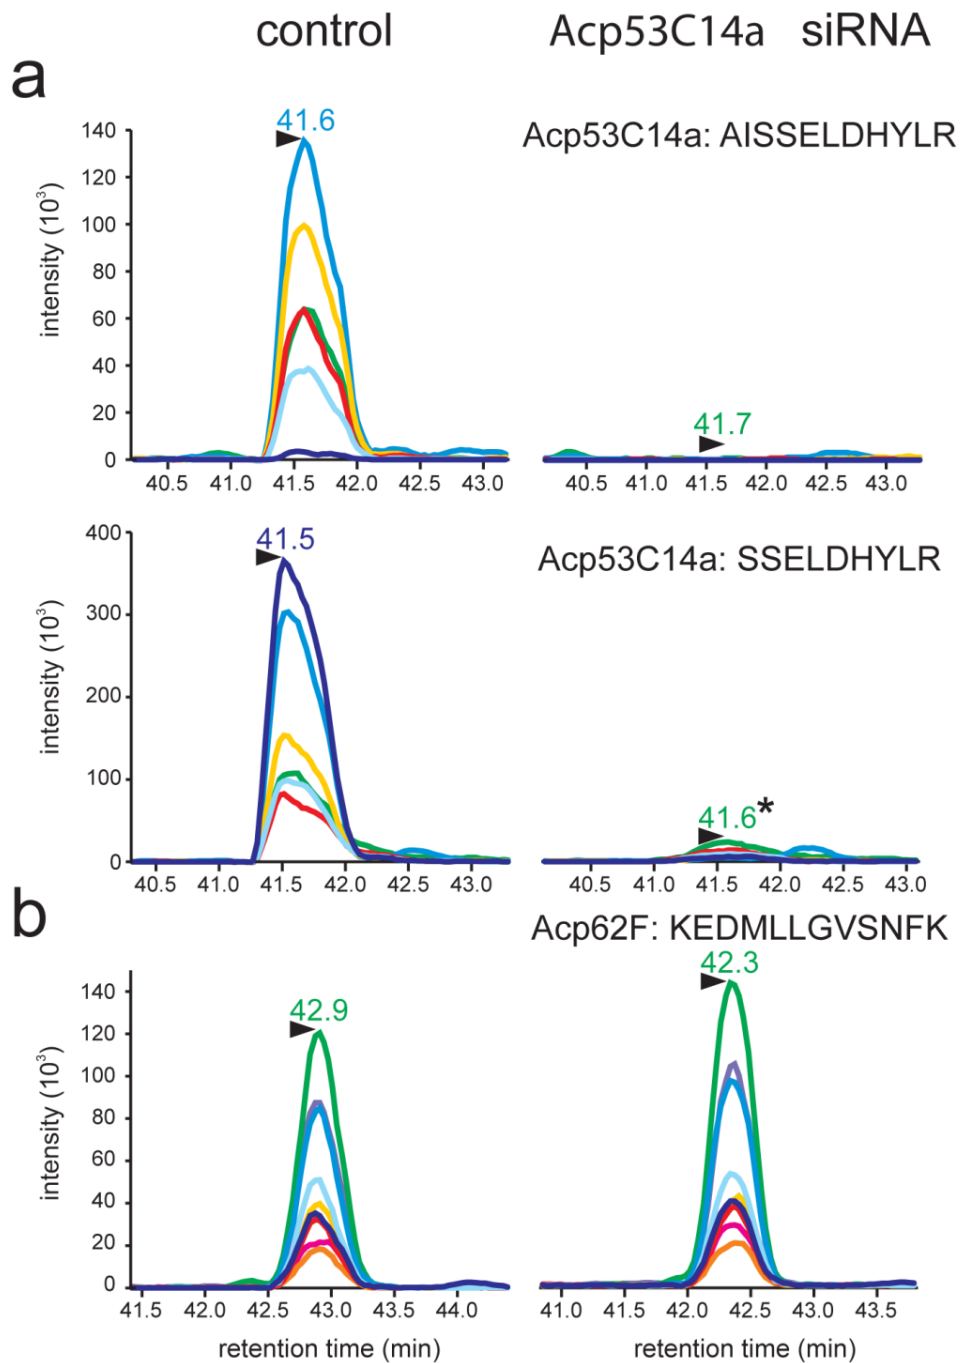 control Acp53C14a siRNA
a
41.6
Acp53C14a: AISSELDHYLR
140
120
100
80
60
40
20
0
intensity (10³)
41.7
40.5 41.0 41.5 42.0 42.5 43.0
40.5 41.0 41.5 42.0 42.5 43.0
41.5
Acp53C14a: SSELDHYLR
400
300
200
100
0
intensity (10³)
41.6*
40.5 41.0 41.5 42.0 42.5 43.0
40.5 41.0 41.5 42.0 42.5 43.0
b
Acp62F: KEDMLLGVSNFK
42.9
42.3
140
120
100
80
60
40
20
0
intensity (10³)
41.5 42.0 42.5 43.0 43.5 44.0
41.0 41.5 42.0 42.5 43.0 43.5
retention time (min)
retention time (min)